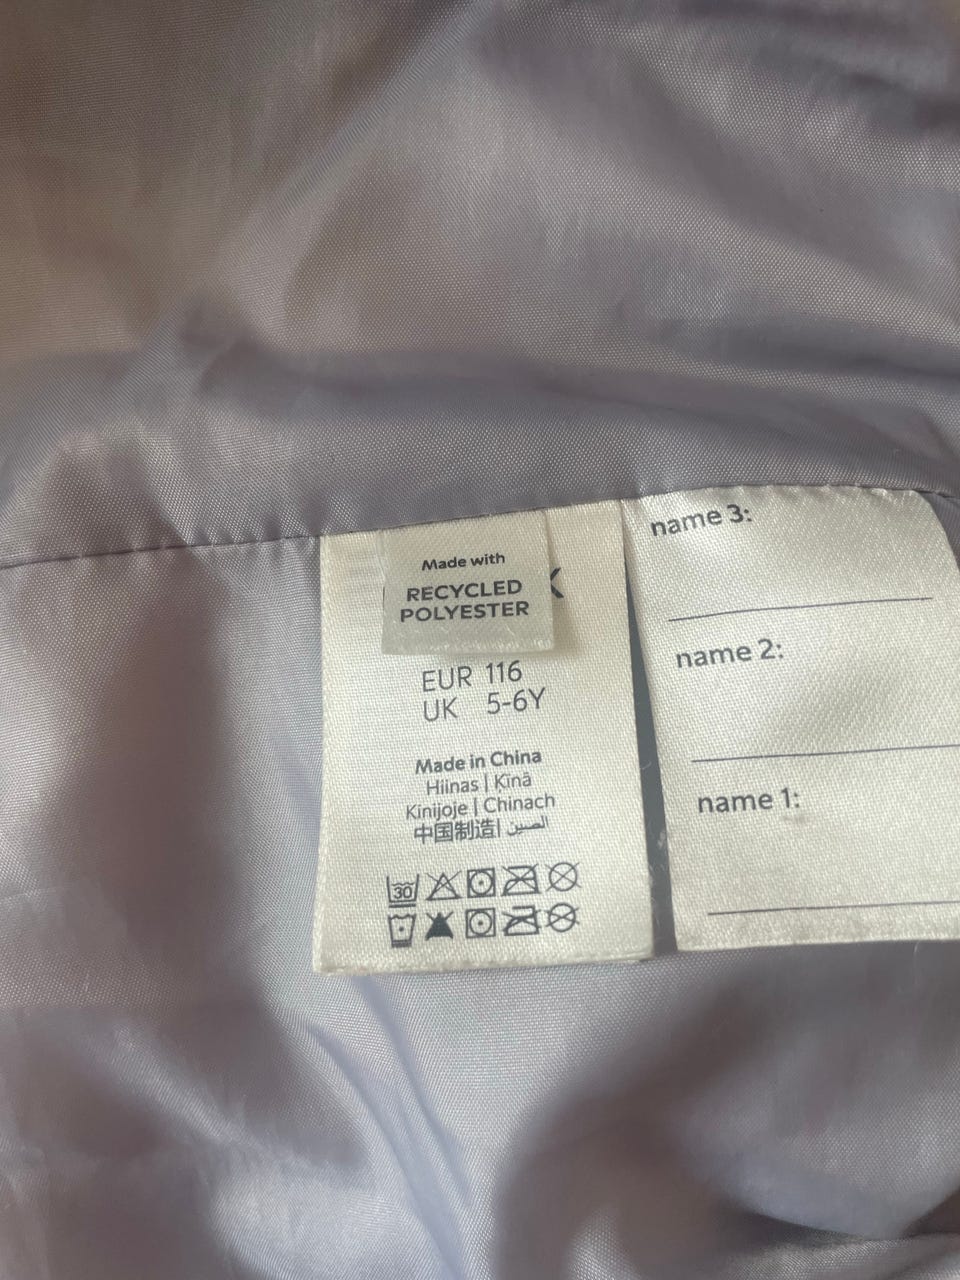 Made with
RECYCLED
POLYESTER
EUR 116
UK 5-6Y
Made in China
Hiinas | Ķīnā
Kinijoje | Chinach
中国制造| الصين
30
name 3:
name 2:
name 1: